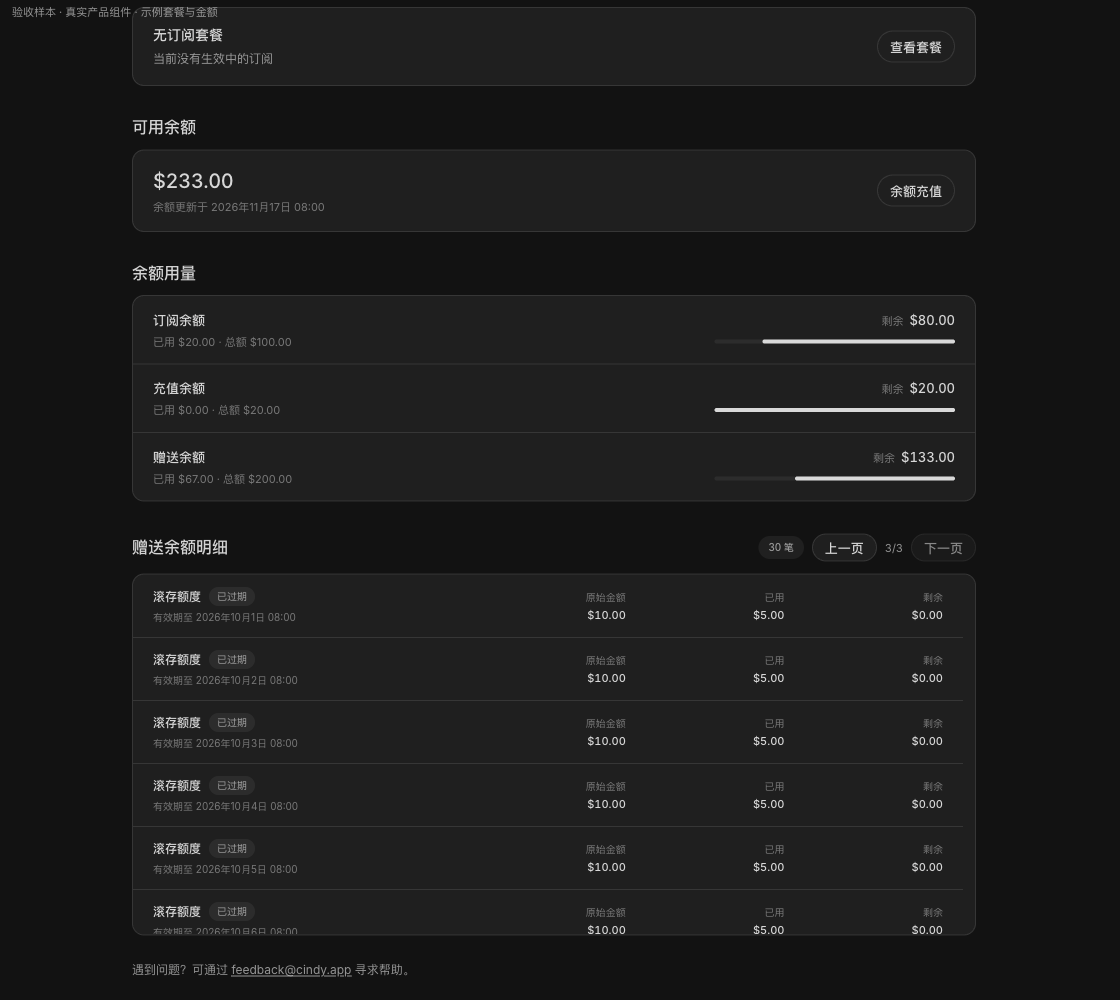 验收样本 · 真实产品组件 · 示例套餐与金额
无订阅套餐
当前没有生效中的订阅
查看套餐
可用余额
$233.00
余额更新于 2026年11月17日 08:00
余额充值
余额用量
订阅余额
已用 $20.00 · 总额 $100.00
剩余 $80.00
充值余额
已用 $0.00 · 总额 $20.00
剩余 $20.00
赠送余额
已用 $67.00 · 总额 $200.00
剩余 $133.00
赠送余额明细
30 笔 上一页 3/3 下一页
滚存额度 已过期
有效期至 2026年10月1日 08:00
原始金额 已用 剩余
$10.00 $5.00 $0.00
滚存额度 已过期
有效期至 2026年10月2日 08:00
原始金额 已用 剩余
$10.00 $5.00 $0.00
滚存额度 已过期
有效期至 2026年10月3日 08:00
原始金额 已用 剩余
$10.00 $5.00 $0.00
滚存额度 已过期
有效期至 2026年10月4日 08:00
原始金额 已用 剩余
$10.00 $5.00 $0.00
滚存额度 已过期
有效期至 2026年10月5日 08:00
原始金额 已用 剩余
$10.00 $5.00 $0.00
滚存额度 已过期
有效期至 2026年10月6日 08:00
原始金额 已用 剩余
$10.00 $5.00 $0.00
遇到问题？可通过 feedback@cindy.app 寻求帮助。